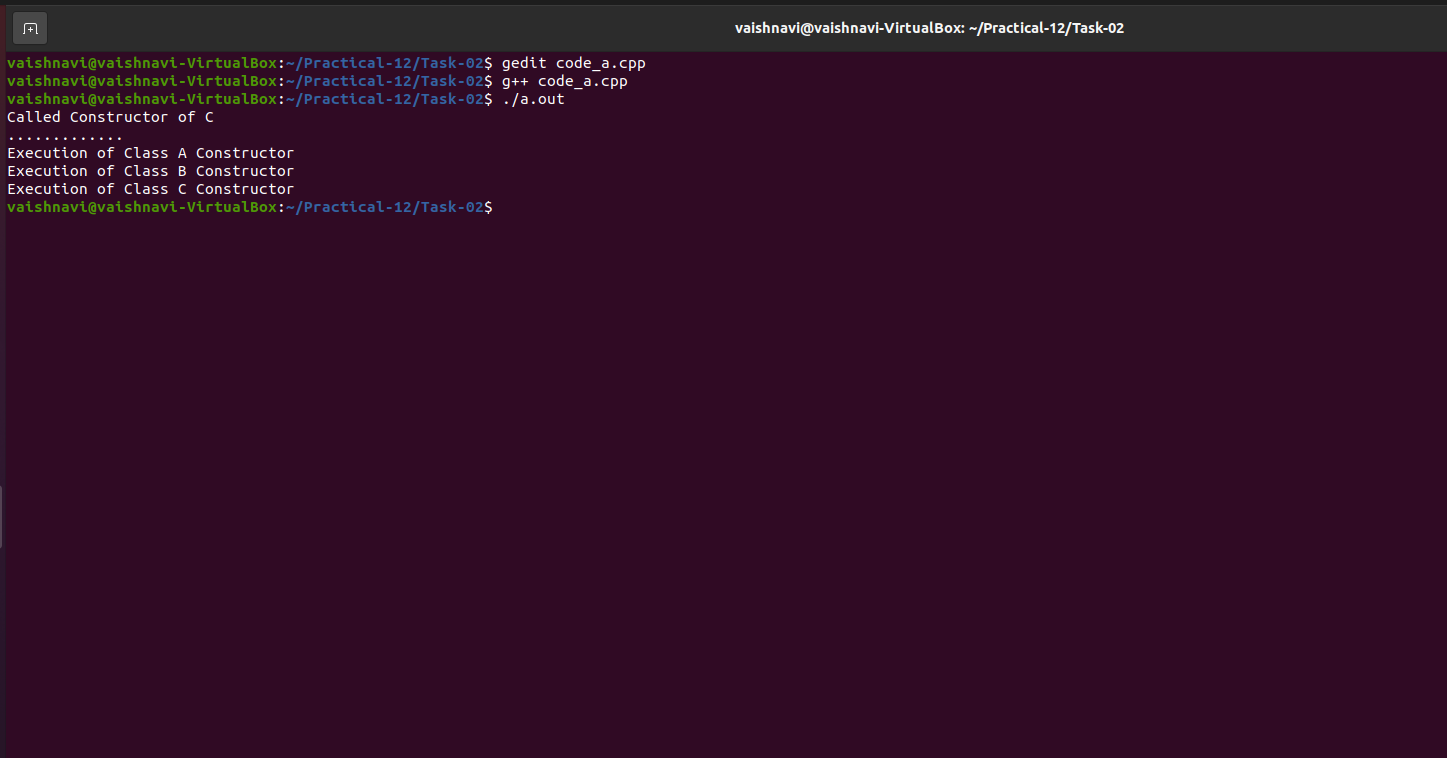 vaishnavi@vaishnavi-VirtualBox: ~/Practical-12/Task-02
vaishnavi@vaishnavi-VirtualBox:~/Practical-12/Task-02$ gedit code_a.cpp
vaishnavi@vaishnavi-VirtualBox:~/Practical-12/Task-02$ g++ code_a.cpp
vaishnavi@vaishnavi-VirtualBox:~/Practical-12/Task-02$ ./a.out
Called Constructor of C
.............
Execution of Class A Constructor
Execution of Class B Constructor
Execution of Class C Constructor
vaishnavi@vaishnavi-VirtualBox:~/Practical-12/Task-02$